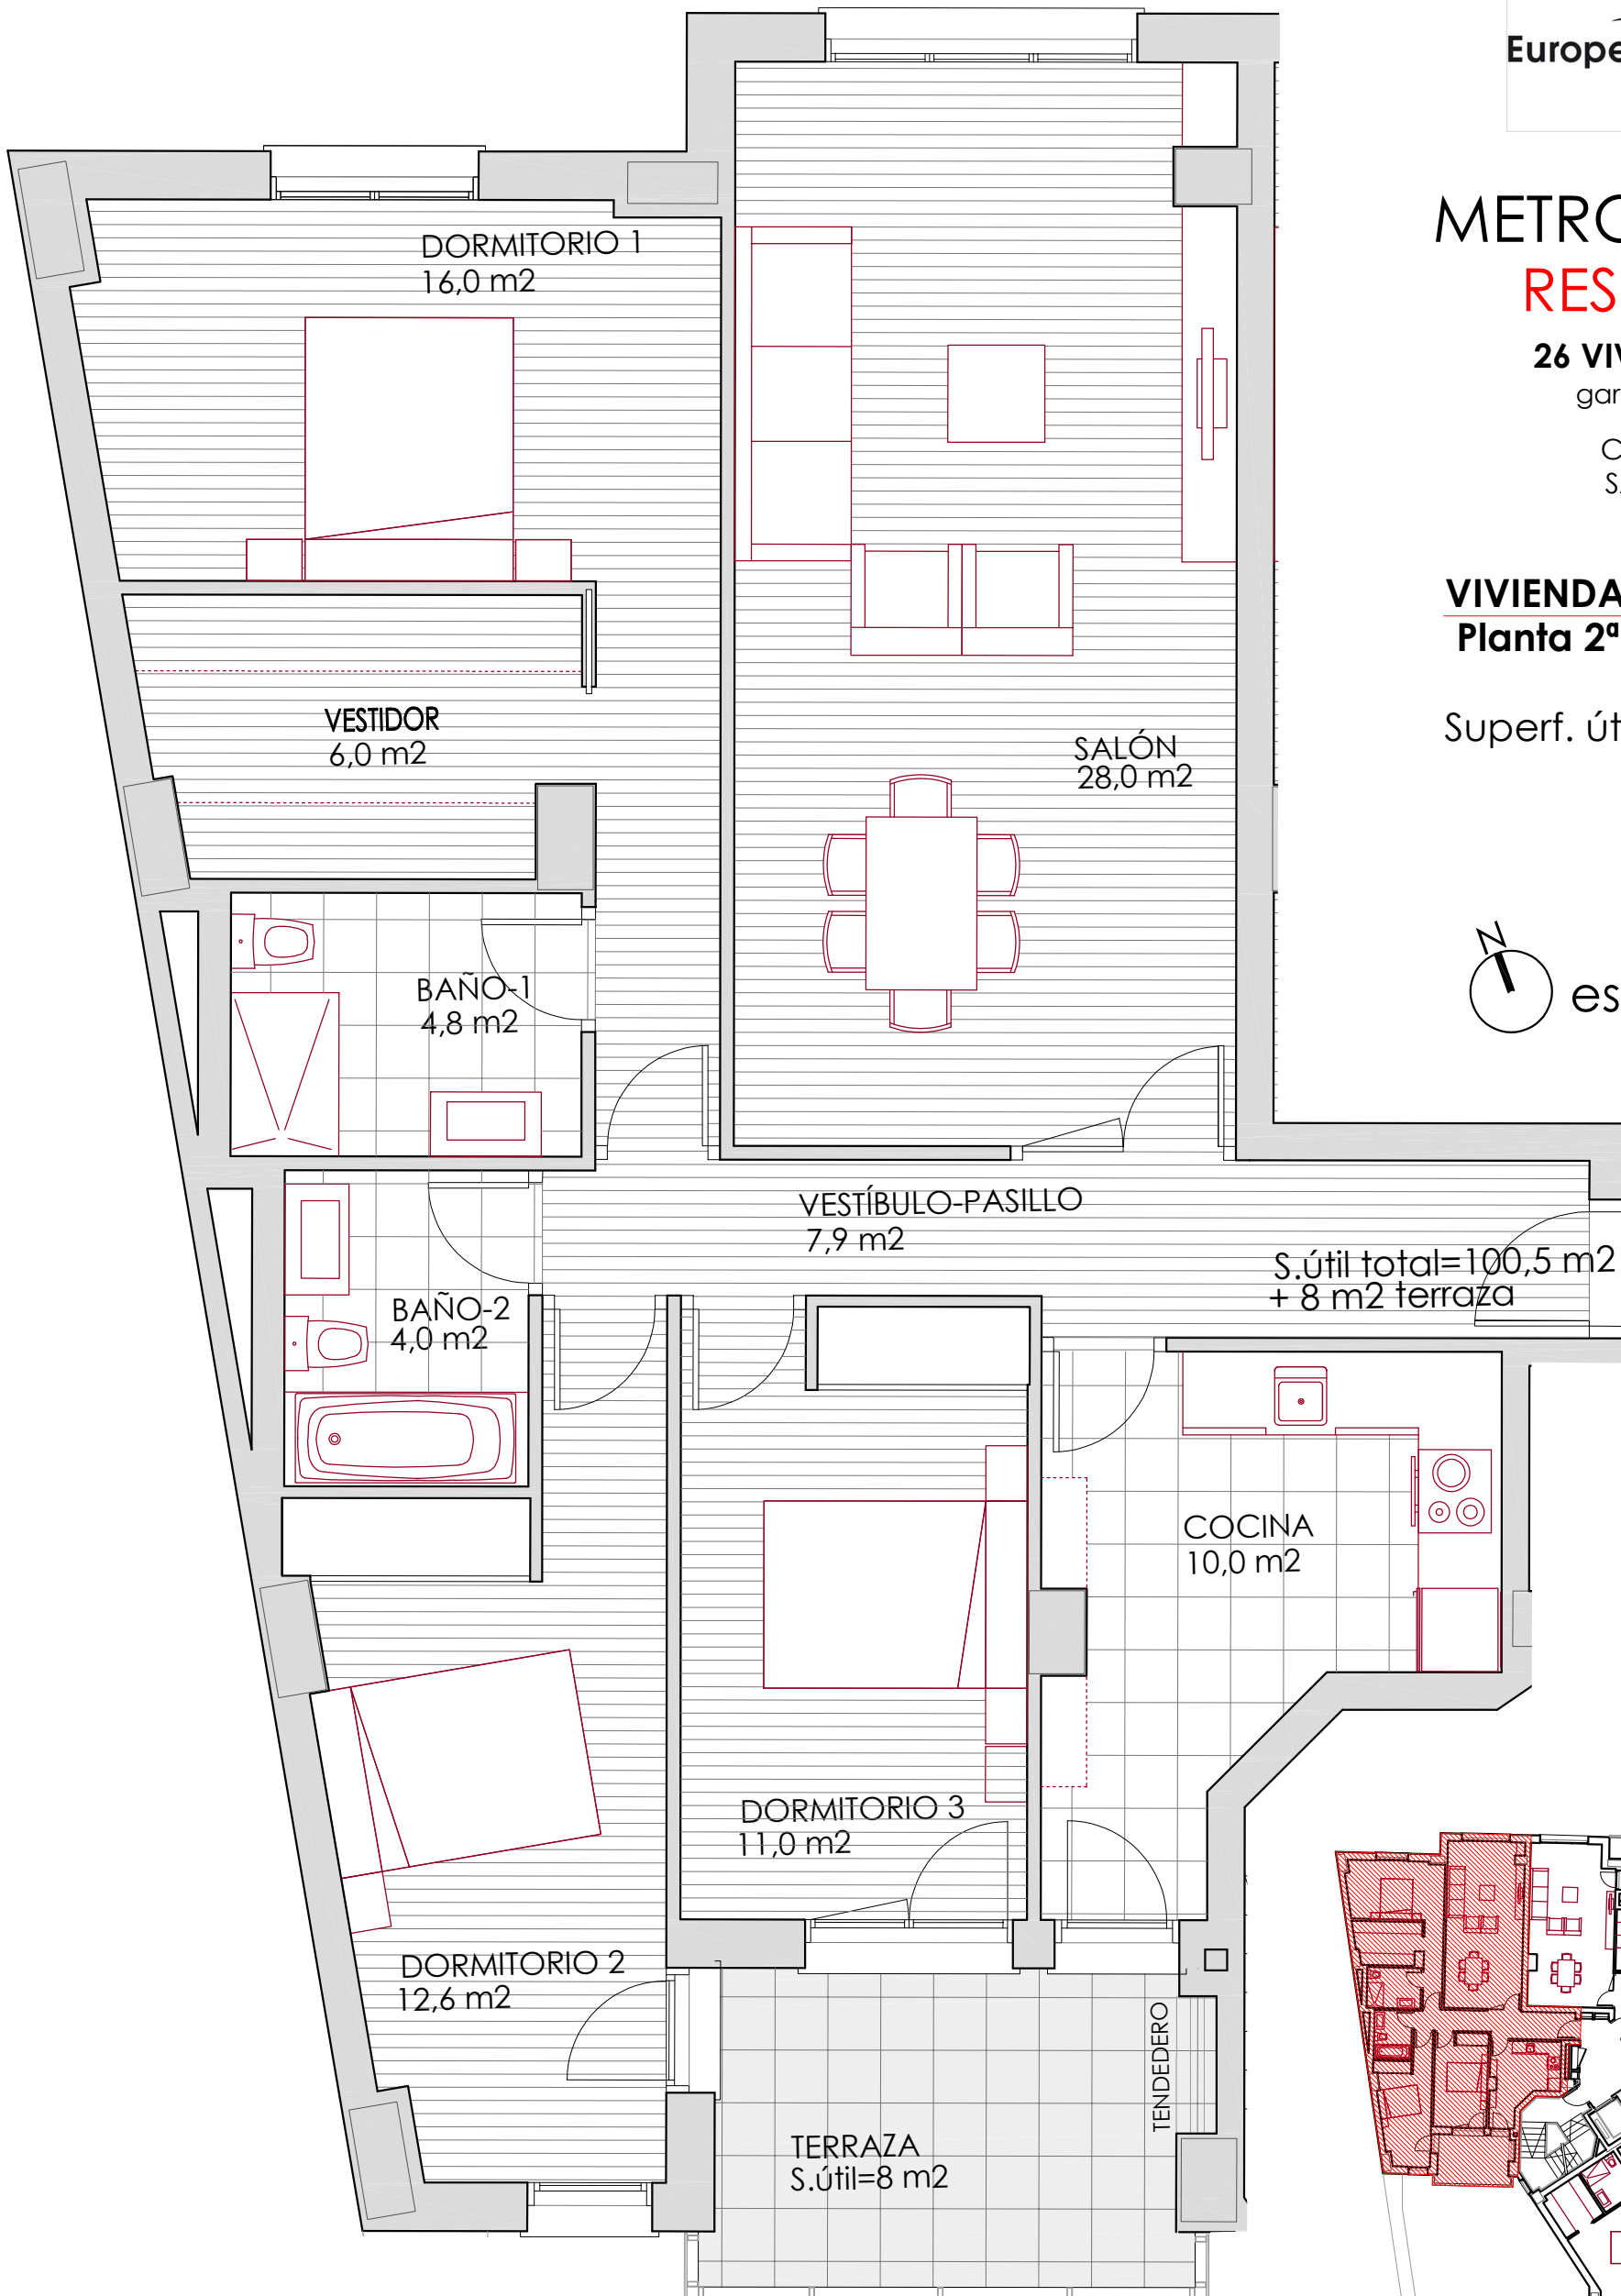 DORMITORIO 1
16,0 m2
VESTIDOR
6,0 m2
SALÓN
28,0 m2
BAÑO-1
4,8 m2
VESTÍBULO-PASILLO
7,9 m2
S.útil total=100,5 m2
+ 8 m2 terraza
BAÑO-2
4,0 m2
COCINA
10,0 m2
DORMITORIO 3
11,0 m2
DORMITORIO 2
12,6 m2
TENDEDERO
TERRAZA
S.útil=8 m2
Europe
METRO
RES
26 VIV
gar
C
S
VIVIENDA
Planta 2ª
Superf. út
N
es